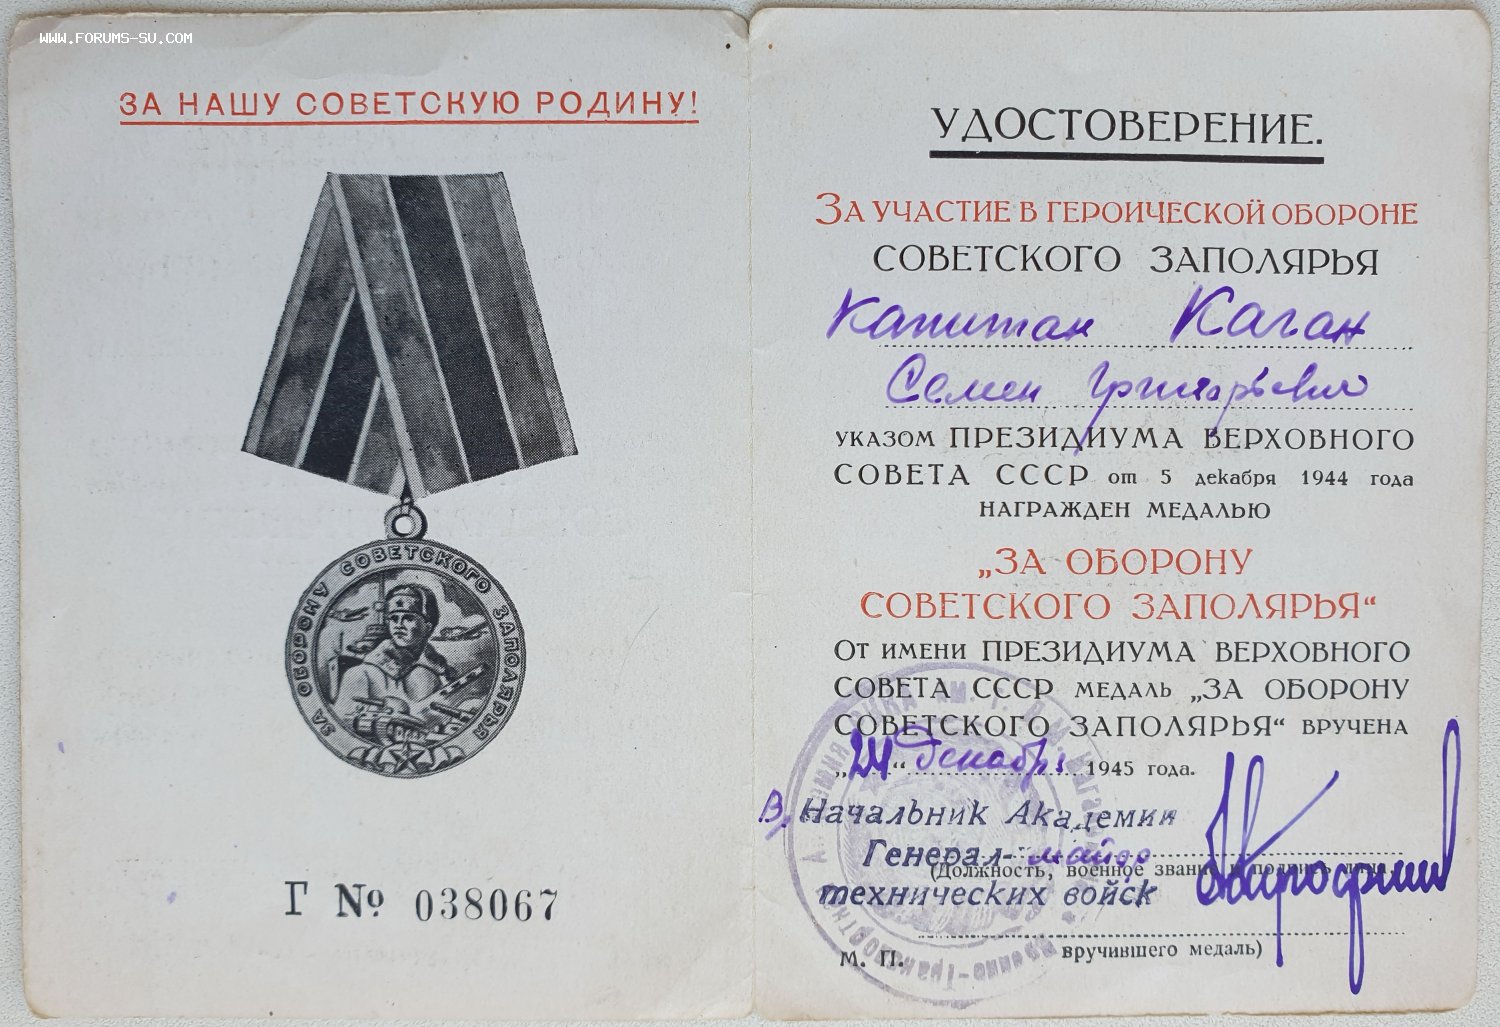 WWW.FORUMS-SU.COM
ЗА НАШУ СОВЕТСКУЮ РОДИНУ!
ЗА ОБОРОНУ СОВЕТСКОГО ЗАПОЛЯРЬЯ
Г № 038067
УДОСТОВЕРЕНИЕ.
ЗА УЧАСТИЕ В ГЕРОИЧЕСКОЙ ОБОРОНЕ
СОВЕТСКОГО ЗАПОЛЯРЬЯ
Капитан Каган
Семен Григорьевич
УКАЗОМ ПРЕЗИДИУМА ВЕРХОВНОГО
СОВЕТА СССР от 5 декабря 1944 года
НАГРАЖДЕН МЕДАЛЬЮ
„ЗА ОБОРОНУ
СОВЕТСКОГО ЗАПОЛЯРЬЯ“
ОТ ИМЕНИ ПРЕЗИДИУМА ВЕРХОВНОГО
СОВЕТА СССР МЕДАЛЬ „ЗА ОБОРОНУ
СОВЕТСКОГО ЗАПОЛЯРЬЯ“ ВРУЧЕНА
„24“ Декабря 1945 года.
Начальник Академии
Генерал-майор
(Должность, военное звание и подпись лица,
технических войск
вручившего медаль)
М. П.